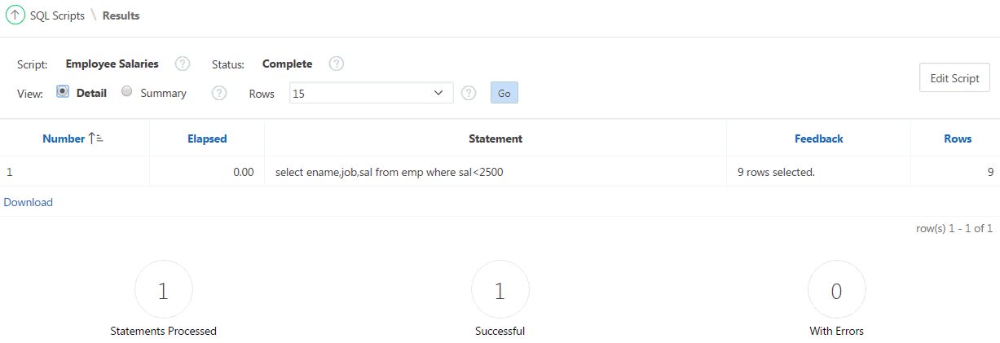 SQL Scripts \ Results
Script: Employee Salaries ? Status: Complete ?
View: Detail Summary ? Rows 15 ? Go
Edit Script
Number Elapsed Statement Feedback Rows
1 0.00 select ename,job,sal from emp where sal<2500 9 rows selected. 9
Download
row(s) 1 - 1 of 1
1 1 0
Statements Processed Successful With Errors